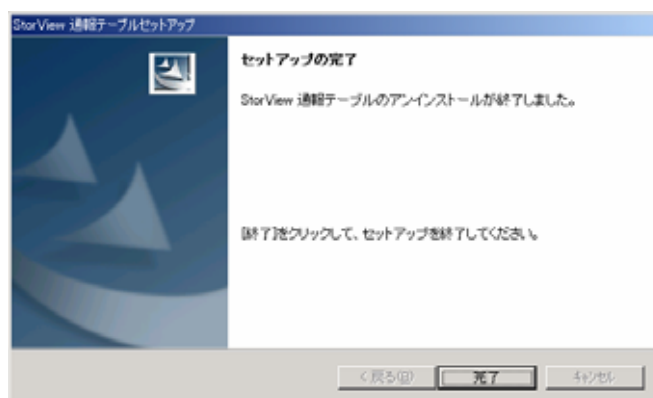 StorView 通報テーブルセットアップ
セットアップの完了
StorView 通報テーブルのアンインストールが終了しました。
[終了]をクリックして、セットアップを終了してください。
< 戻る(B)
完了
キャンセル